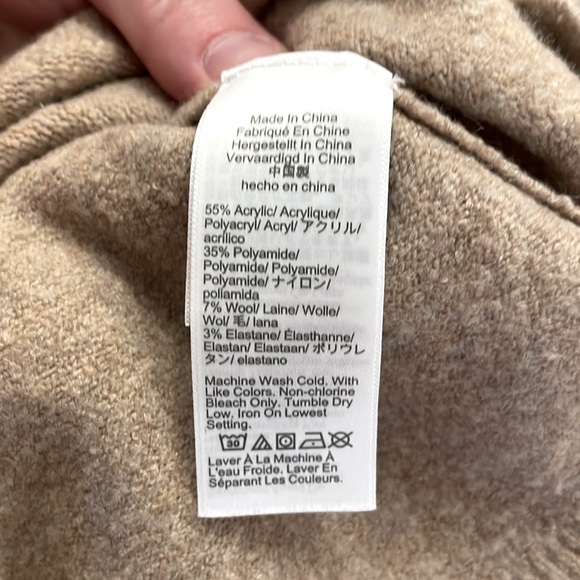 Made In China
Fabriqué En Chine
Hergestellt In China
Vervaardigd In China
中国製
hecho en china
55% Acrylic/ Acrylique/
Polyacryl/ Acryl/ アクリル/
acrílico
35% Polyamide/
Polyamide/ Polyamide/
Polyamide/ ナイロン/
poliamida
7% Wool/ Laine/ Wolle/
Wol/ 毛/ lana
3% Elastane/ Élasthanne/
Elastan/ Elastaan/ ポリウレ
タン/ elastano
Machine Wash Cold. With
Like Colors. Non-chlorine
Bleach Only. Tumble Dry
Low. Iron On Lowest
Setting.
30
Laver À La Machine À
L'eau Froide. Laver En
Séparant Les Couleurs.